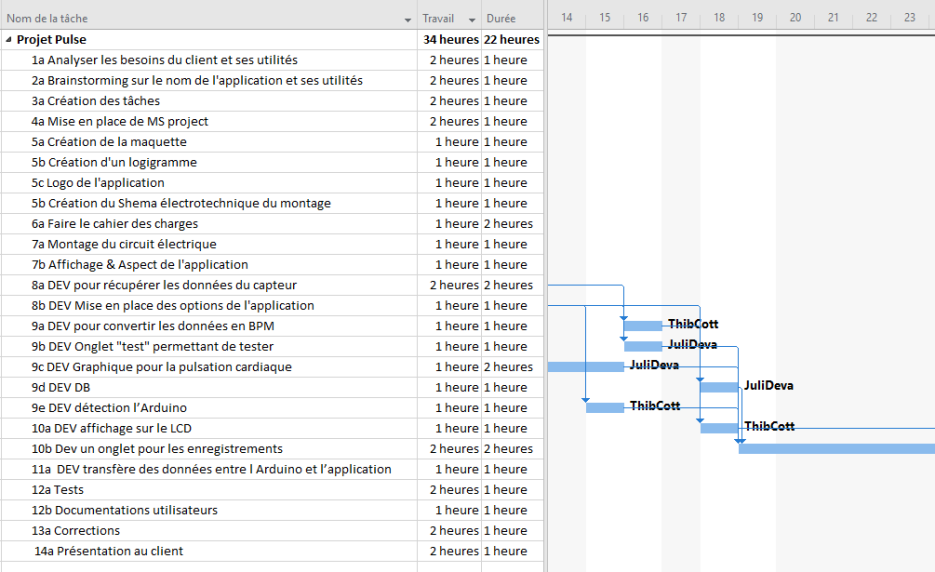 Nom de la tâche Travail Durée 14 15 16 17 18 19 20 21 22 23
Projet Pulse 34 heures 22 heures
1a Analyser les besoins du client et ses utilités 2 heures 1 heure
2a Brainstorming sur le nom de l'application et ses utilités 2 heures 1 heure
3a Création des tâches 2 heures 1 heure
4a Mise en place de MS project 2 heures 1 heure
5a Création de la maquette 1 heure 1 heure
5b Création d'un logigramme 1 heure 1 heure
5c Logo de l'application 1 heure 1 heure
5b Création du Shema électrotechnique du montage 1 heure 1 heure
6a Faire le cahier des charges 1 heure 2 heures
7a Montage du circuit électrique 1 heure 1 heure
7b Affichage & Aspect de l'application 1 heure 1 heure
8a DEV pour récupérer les données du capteur 2 heures 2 heures
8b DEV Mise en place des options de l'application 1 heure 1 heure
9a DEV pour convertir les données en BPM 1 heure 1 heure ThibCott
9b DEV Onglet "test" permettant de tester 1 heure 1 heure JuliDeva
9c DEV Graphique pour la pulsation cardiaque 1 heure 2 heures JuliDeva
9d DEV DB 1 heure 1 heure JuliDeva
9e DEV détection l’Arduino 1 heure 1 heure ThibCott
10a DEV affichage sur le LCD 1 heure 1 heure ThibCott
10b Dev un onglet pour les enregistrements 2 heures 2 heures
11a DEV transfère des données entre l Arduino et l’application 1 heure 1 heure
12a Tests 2 heures 1 heure
12b Documentations utilisateurs 1 heure 1 heure
13a Corrections 2 heures 1 heure
14a Présentation au client 2 heures 1 heure